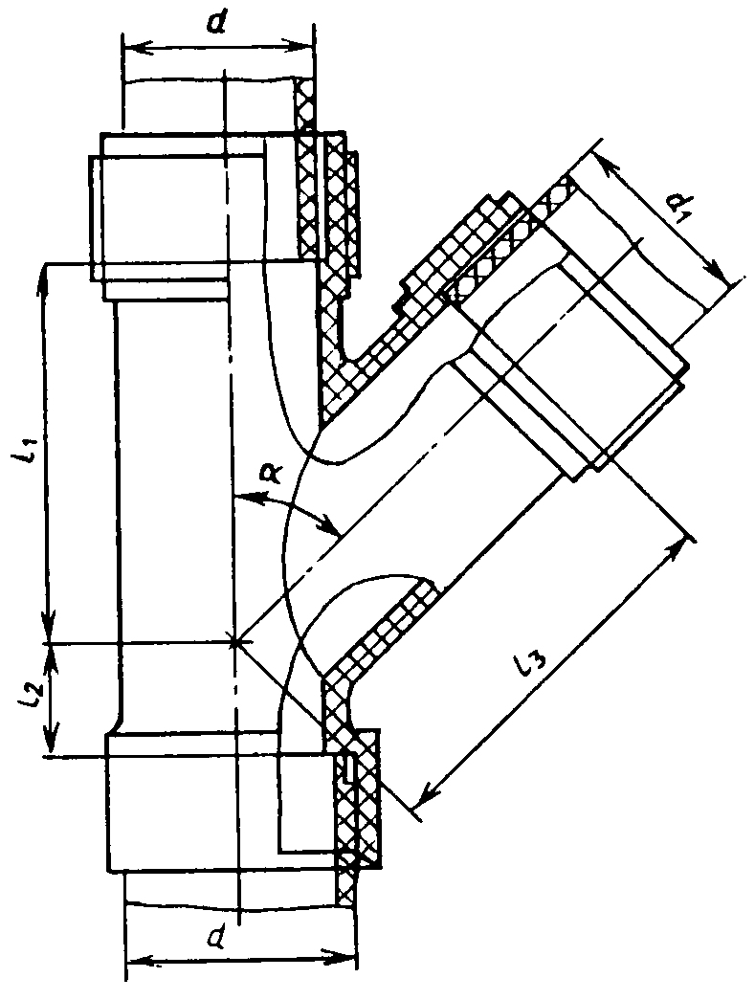 d
d₁
l₁
α
l₂
l₃
d